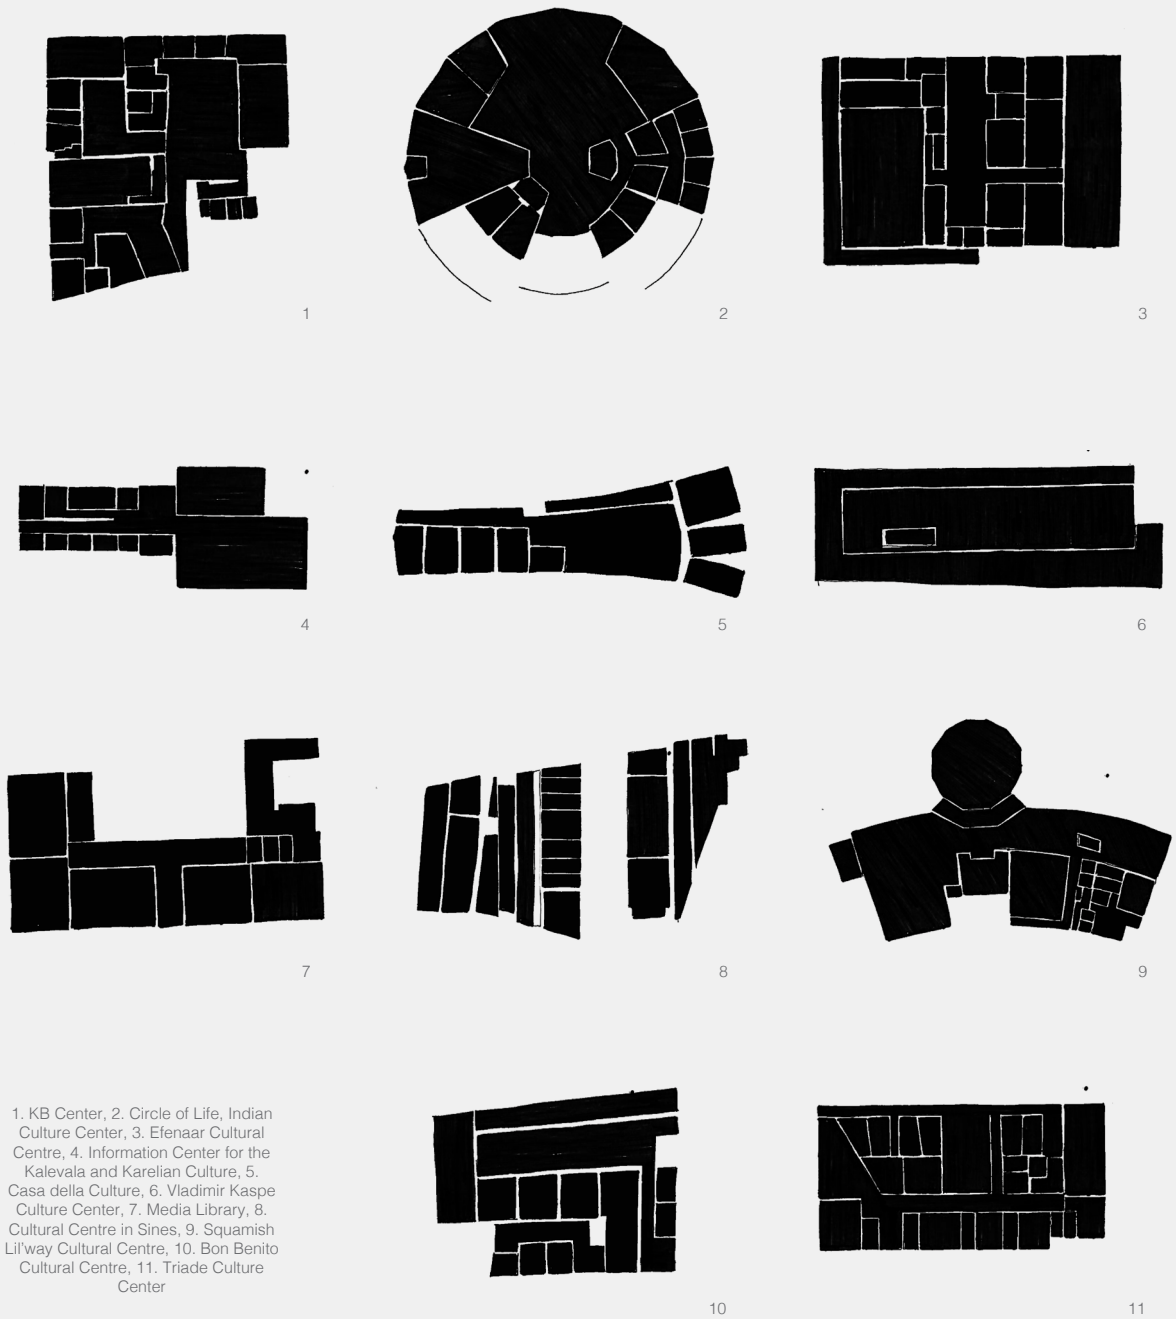 1
2
3
4
5
6
7
8
9
1. KB Center, 2. Circle of Life, Indian
Culture Center, 3. Efenaar Cultural
Centre, 4. Information Center for the
Kalevala and Karelian Culture, 5.
Casa della Culture, 6. Vladimir Kaspe
Culture Center, 7. Media Library, 8.
Cultural Centre in Sines, 9. Squamish
Lil'way Cultural Centre, 10. Bon Benito
Cultural Centre, 11. Triade Culture
Center
10
11